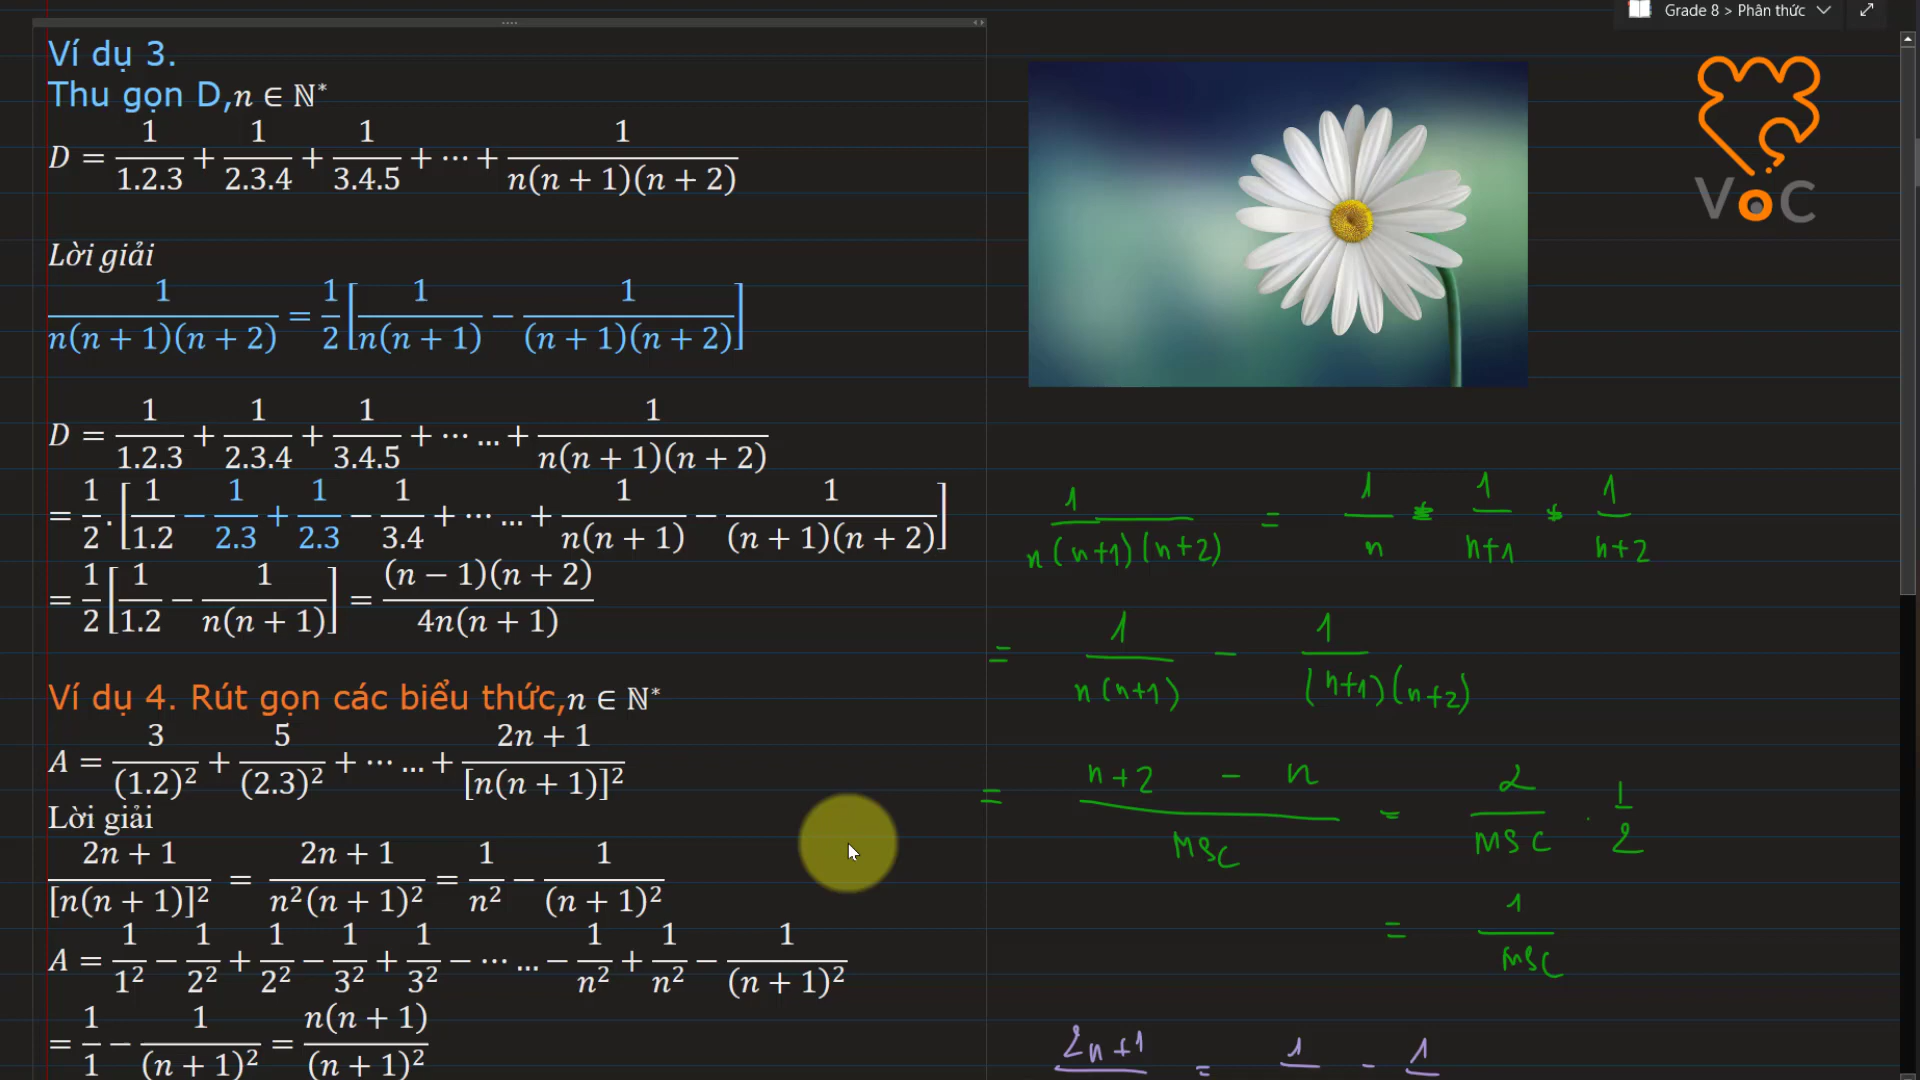 Grade 8 > Phân thức
Ví dụ 3.
Thu gọn D,n ∈ ℕ*
D = 1/1.2.3 + 1/2.3.4 + 1/3.4.5 + ⋯ + 1/n(n + 1)(n + 2)
Lời giải
1/n(n + 1)(n + 2) = 1/2 [1/n(n + 1) − 1/(n + 1)(n + 2)]
D = 1/1.2.3 + 1/2.3.4 + 1/3.4.5 + ⋯ ... + 1/n(n + 1)(n + 2)
= 1/2 . [1/1.2 − 1/2.3 + 1/2.3 − 1/3.4 + ⋯ ... + 1/n(n + 1) − 1/(n + 1)(n + 2)]
= 1/2 [1/1.2 − 1/n(n + 1)] = (n − 1)(n + 2)/4n(n + 1)
Ví dụ 4. Rút gọn các biểu thức,n ∈ ℕ*
A = 3/(1.2)² + 5/(2.3)² + ⋯ ... + 2n + 1/[n(n + 1)]²
Lời giải
2n + 1/[n(n + 1)]² = 2n + 1/n²(n + 1)² = 1/n² − 1/(n + 1)²
A = 1/1² − 1/2² + 1/2² − 1/3² + 1/3² − ⋯ ... − 1/n² + 1/n² − 1/(n + 1)²
= 1/1 − 1/(n + 1)² = n(n + 1)/(n + 1)²
VOC
1/n(n+1)(n+2) = 1/n * 1/n+1 * 1/n+2
= 1/n(n+1) - 1/(n+1)(n+2)
= n+2 - n/MSC = 2/MSC . 1/2
= 1/MSC
2n+1 = 1 - 1